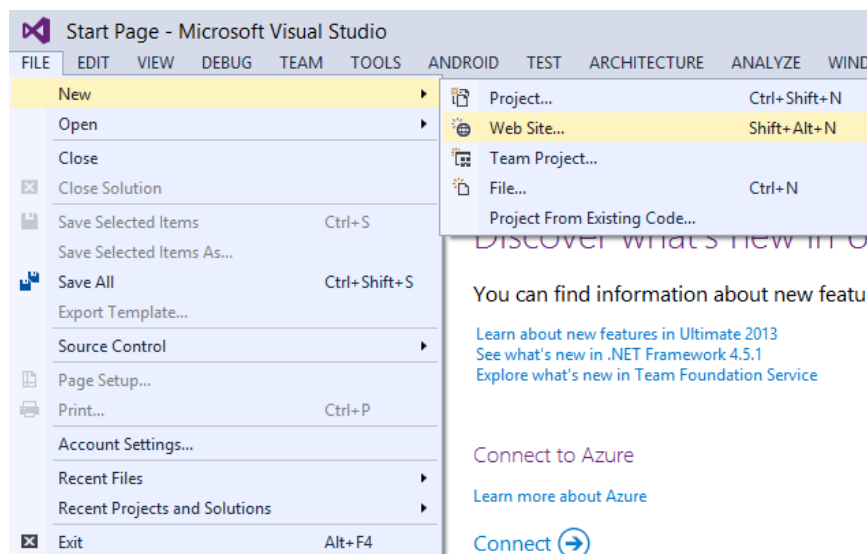 Start Page - Microsoft Visual Studio
FILE EDIT VIEW DEBUG TEAM TOOLS ANDROID TEST ARCHITECTURE ANALYZE WIND
New
Open
Close
Close Solution
Save Selected Items Ctrl+S
Save Selected Items As...
Save All Ctrl+Shift+S
Export Template...
Source Control
Page Setup...
Print... Ctrl+P
Account Settings...
Recent Files
Recent Projects and Solutions
Exit Alt+F4
Project... Ctrl+Shift+N
Web Site... Shift+Alt+N
Team Project...
File... Ctrl+N
Project From Existing Code...
Discover what's new in U
You can find information about new featu
Learn about new features in Ultimate 2013
See what's new in .NET Framework 4.5.1
Explore what's new in Team Foundation Service
Connect to Azure
Learn more about Azure
Connect